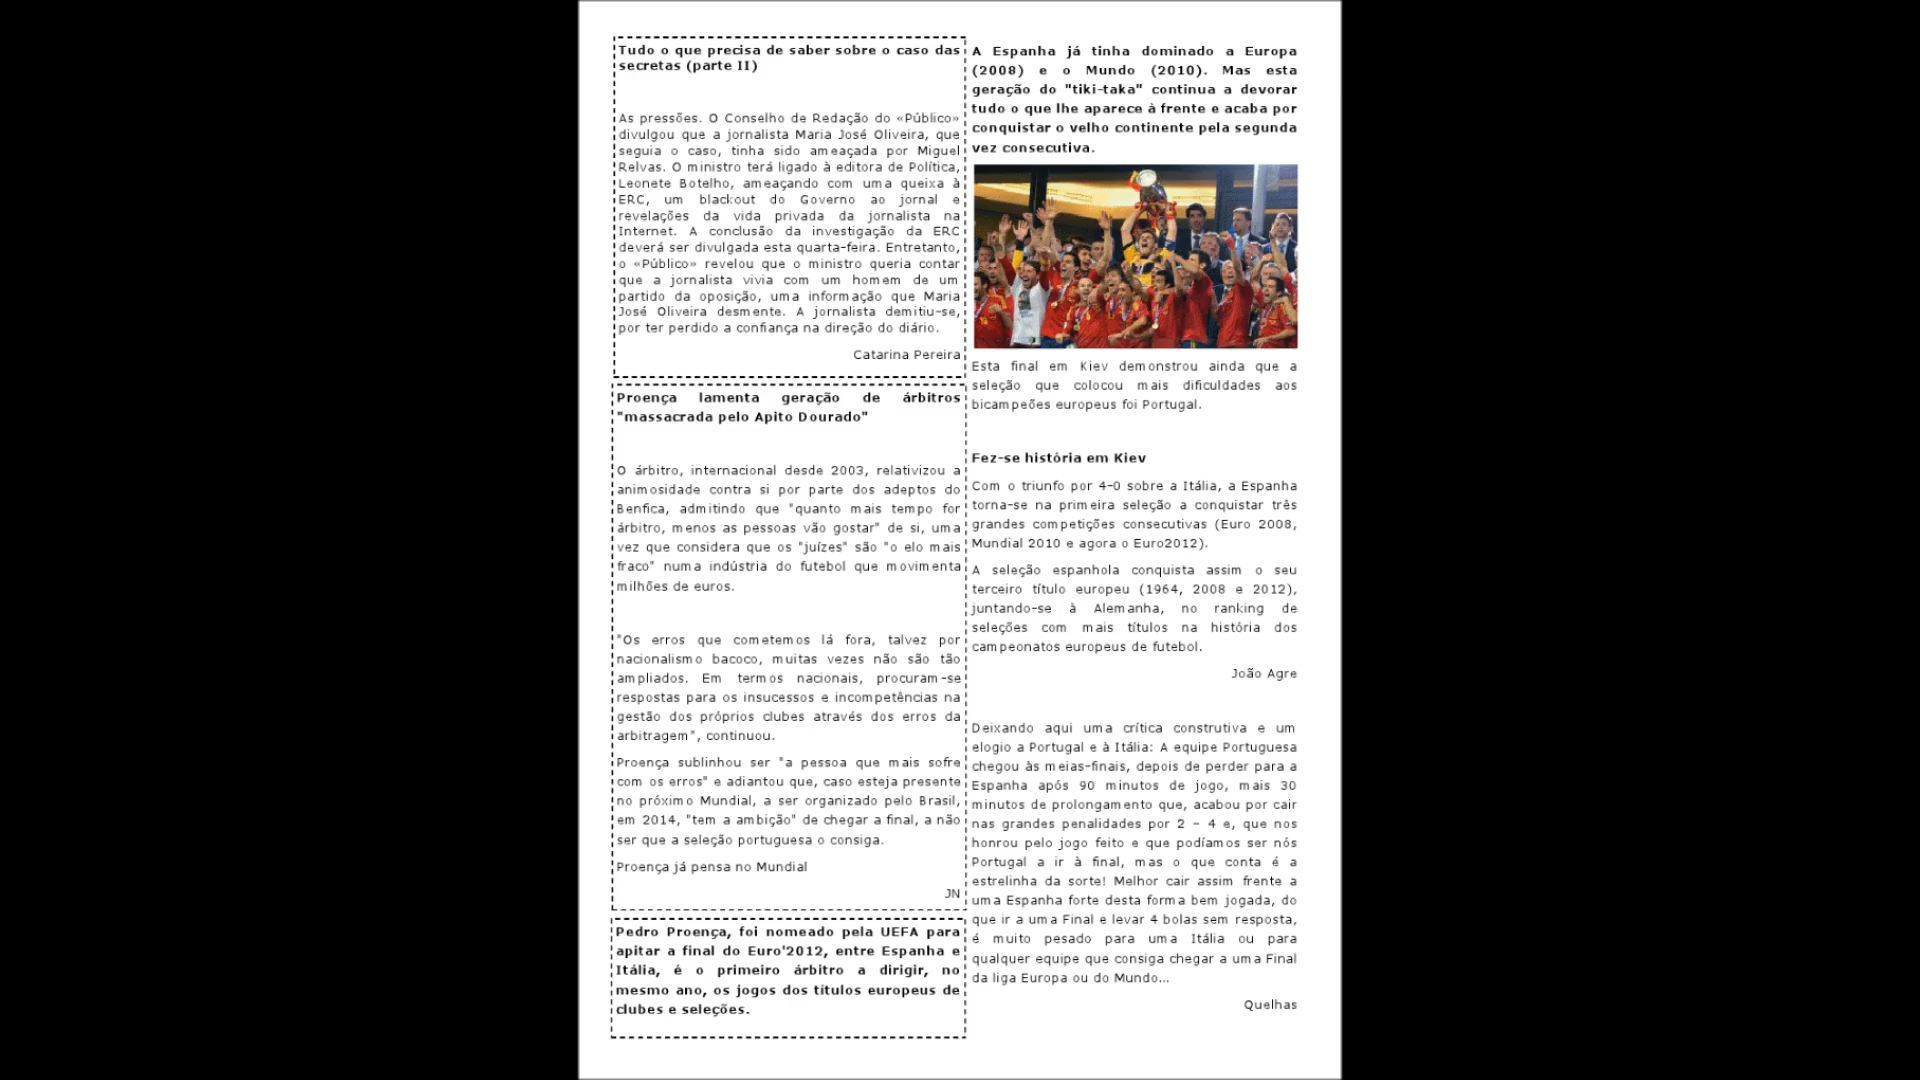 Tudo o que precisa de saber sobre o caso das
secretas (parte II)
As pressões. O Conselho de Redação do «Público»
divulgou que a jornalista Maria José Oliveira, que
seguia o caso, tinha sido ameaçada por Miguel
Relvas. O ministro terá ligado à editora de Política,
Leonete Botelho, ameaçando com uma queixa à
ERC, um blackout do Governo ao jornal e
revelações da vida privada da jornalista na
Internet. A conclusão da investigação da ERC
deverá ser divulgada esta quarta-feira. Entretanto,
o «Público» revelou que o ministro queria contar
que a jornalista vivia com um homem de um
partido da oposição, uma informação que Maria
José Oliveira desmente. A jornalista demitiu-se,
por ter perdido a confiança na direção do diário.
Catarina Pereira
Proença lamenta geração de árbitros
"massacrada pelo Apito Dourado"
O árbitro, internacional desde 2003, relativizou a
animosidade contra si por parte dos adeptos do
Benfica, admitindo que "quanto mais tempo for
árbitro, menos as pessoas vão gostar" de si, uma
vez que considera que os "juízes" são "o elo mais
fraco" numa indústria do futebol que movimenta
milhões de euros.
"Os erros que cometemos lá fora, talvez por
nacionalismo bacoco, muitas vezes não são tão
ampliados. Em termos nacionais, procuram-se
respostas para os insucessos e incompetências na
gestão dos próprios clubes através dos erros da
arbitragem", continuou.
Proença sublinhou ser "a pessoa que mais sofre
com os erros" e adiantou que, caso esteja presente
no próximo Mundial, a ser organizado pelo Brasil,
em 2014, "tem a ambição" de chegar a final, a não
ser que a seleção portuguesa o consiga.
Proença já pensa no Mundial
JN
Pedro Proença, foi nomeado pela UEFA para
apitar a final do Euro'2012, entre Espanha e
Itália, é o primeiro árbitro a dirigir, no
mesmo ano, os jogos dos títulos europeus de
clubes e seleções.
A Espanha já tinha dominado a Europa
(2008) e o Mundo (2010). Mas esta
geração do "tiki-taka" continua a devorar
tudo o que lhe aparece à frente e acaba por
conquistar o velho continente pela segunda
vez consecutiva.
Esta final em Kiev demonstrou ainda que a
seleção que colocou mais dificuldades aos
bicampeões europeus foi Portugal.
Fez-se história em Kiev
Com o triunfo por 4-0 sobre a Itália, a Espanha
torna-se na primeira seleção a conquistar três
grandes competições consecutivas (Euro 2008,
Mundial 2010 e agora o Euro2012).
A seleção espanhola conquista assim o seu
terceiro título europeu (1964, 2008 e 2012),
juntando-se à Alemanha, no ranking de
seleções com mais títulos na história dos
campeonatos europeus de futebol.
João Agre
Deixando aqui uma crítica construtiva e um
elogio a Portugal e à Itália: A equipe Portuguesa
chegou às meias-finais, depois de perder para a
Espanha após 90 minutos de jogo, mais 30
minutos de prolongamento que, acabou por cair
nas grandes penalidades por 2 – 4 e, que nos
honrou pelo jogo feito e que podíamos ser nós
Portugal a ir à final, mas o que conta é a
estrelinha da sorte! Melhor cair assim frente a
uma Espanha forte desta forma bem jogada, do
que ir a uma Final e levar 4 bolas sem resposta,
é muito pesado para uma Itália ou para
qualquer equipe que consiga chegar a uma Final
da liga Europa ou do Mundo...
Quelhas